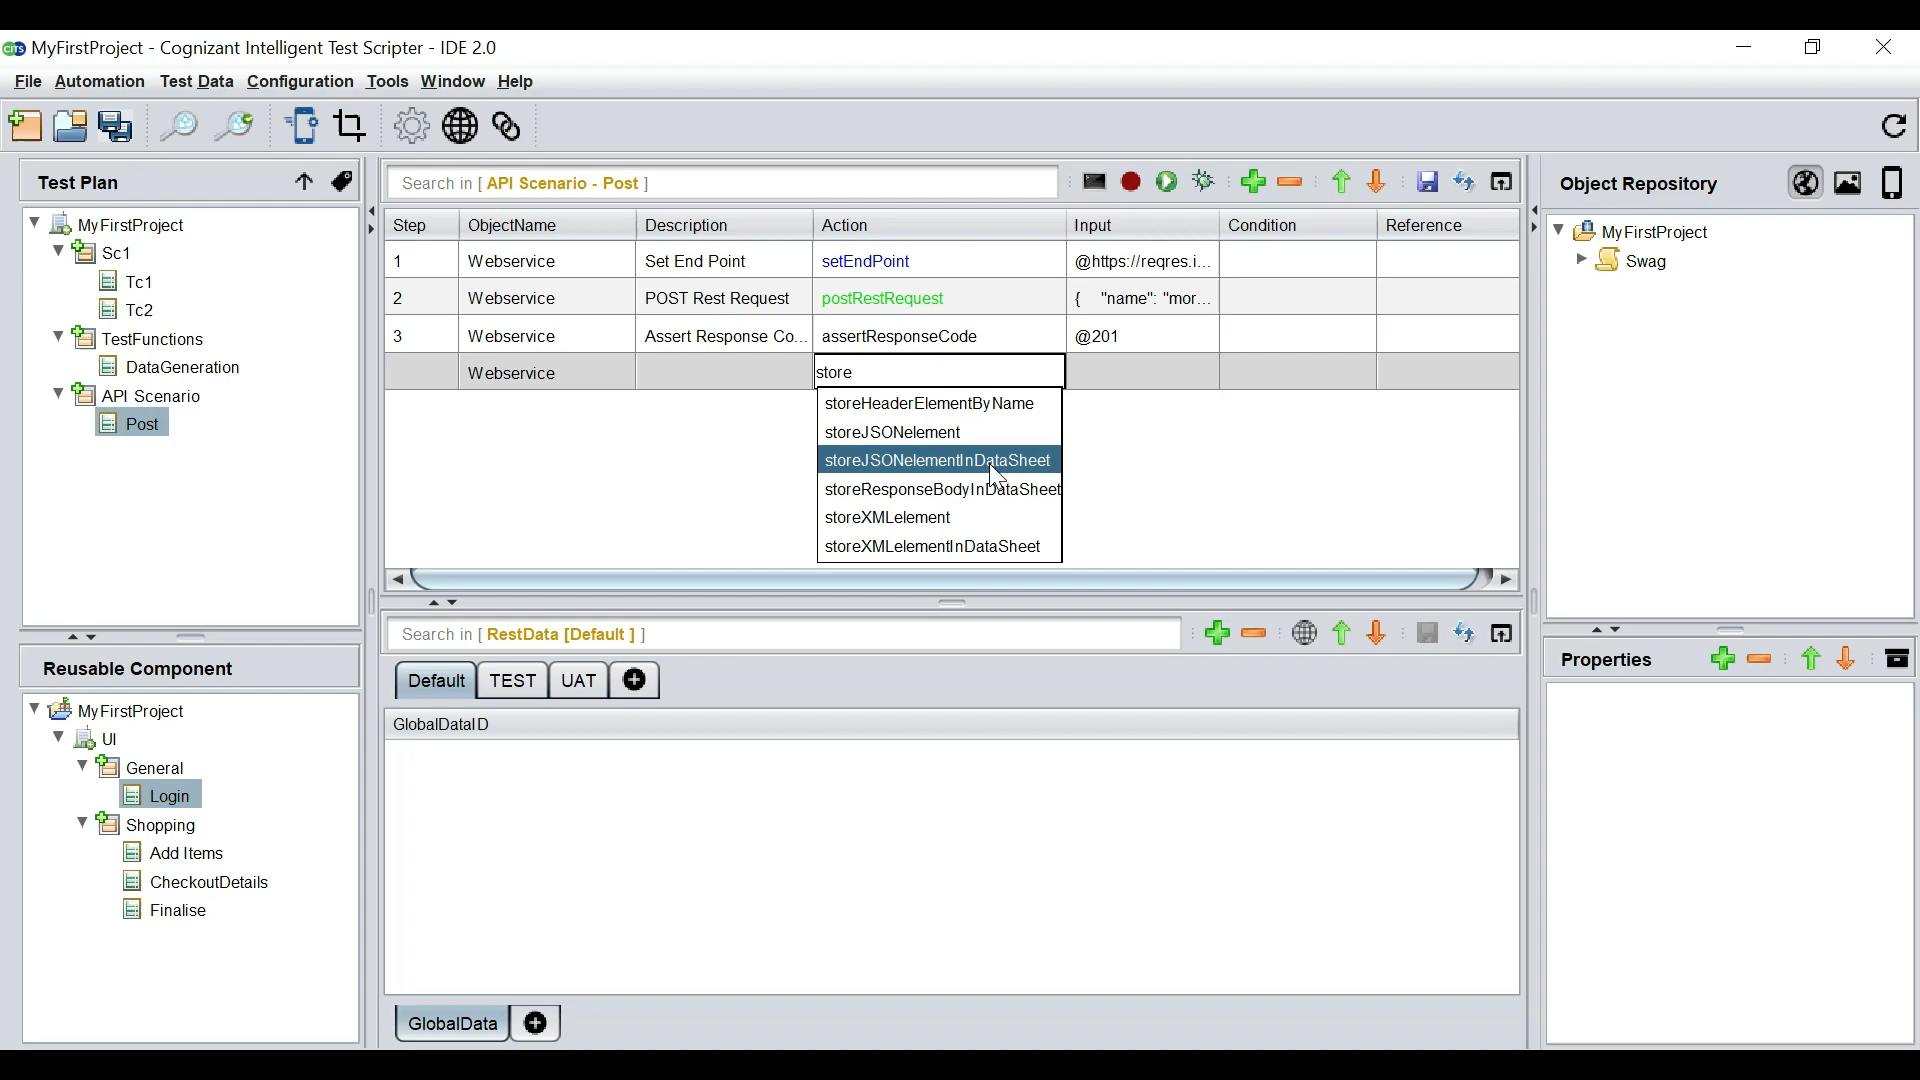 MyFirstProject - Cognizant Intelligent Test Scripter - IDE 2.0
File Automation Test Data Configuration Tools Window Help
Test Plan
Search in [ API Scenario - Post ]
Object Repository
MyFirstProject
Sc1
Tc1
Tc2
TestFunctions
DataGeneration
API Scenario
Post
Step ObjectName Description Action Input Condition Reference
1 Webservice Set End Point setEndPoint @https://reqres.i...
2 Webservice POST Rest Request postRestRequest { "name": "mor...
3 Webservice Assert Response Co... assertResponseCode @201
Webservice store
storeHeaderElementByName
storeJSONelement
storeJSONelementInDataSheet
storeResponseBodyInDataSheet
storeXMLelement
storeXMLelementInDataSheet
MyFirstProject
Swag
Reusable Component
MyFirstProject
UI
General
Login
Shopping
Add Items
CheckoutDetails
Finalise
Search in [ RestData [Default ] ]
Default TEST UAT
GlobalDataID
GlobalData
Properties